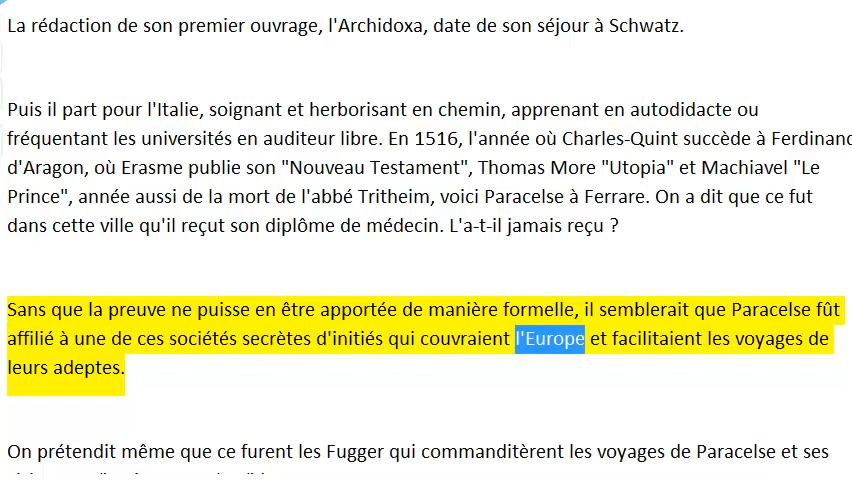 La rédaction de son premier ouvrage, l'Archidoxa, date de son séjour à Schwatz.
Puis il part pour l'Italie, soignant et herborisant en chemin, apprenant en autodidacte ou
fréquentant les universités en auditeur libre. En 1516, l'année où Charles-Quint succède à Ferdinand
d'Aragon, où Erasme publie son "Nouveau Testament", Thomas More "Utopia" et Machiavel "Le
Prince", année aussi de la mort de l'abbé Tritheim, voici Paracelse à Ferrare. On a dit que ce fut
dans cette ville qu'il reçut son diplôme de médecin. L'a-t-il jamais reçu ?
Sans que la preuve ne puisse en être apportée de manière formelle, il semblerait que Paracelse fût
affilié à une de ces sociétés secrètes d'initiés qui couvraient l'Europe et facilitaient les voyages de
leurs adeptes.
On prétendit même que ce furent les Fugger qui commanditèrent les voyages de Paracelse et ses